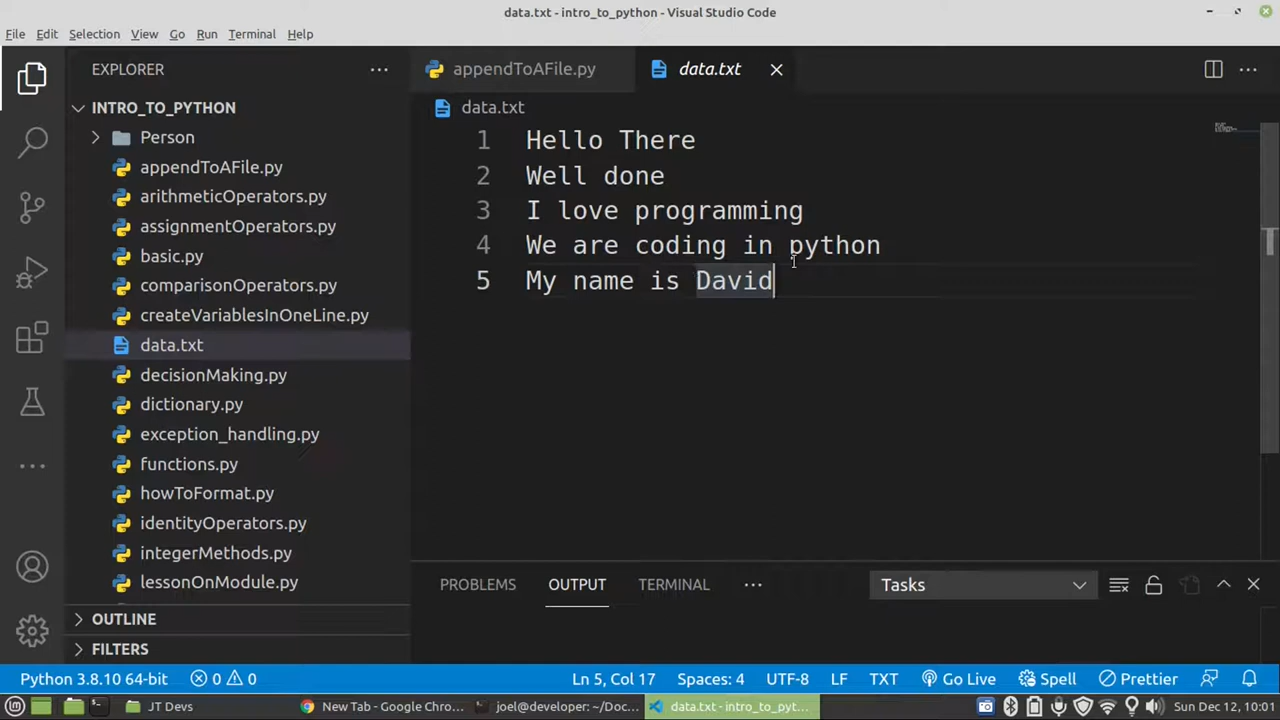 data.txt - intro_to_python - Visual Studio Code
File Edit Selection View Go Run Terminal Help
EXPLORER
INTRO_TO_PYTHON
Person
appendToAFile.py
arithmeticOperators.py
assignmentOperators.py
basic.py
comparisonOperators.py
createVariablesInOneLine.py
data.txt
decisionMaking.py
dictionary.py
exception_handling.py
functions.py
howToFormat.py
identityOperators.py
integerMethods.py
lessonOnModule.py
OUTLINE
FILTERS
appendToAFile.py data.txt
data.txt
1 Hello There
2 Well done
3 I love programming
4 We are coding in python
5 My name is David
PROBLEMS OUTPUT TERMINAL ... Tasks
Python 3.8.10 64-bit 0 0 Ln 5, Col 17 Spaces: 4 UTF-8 LF TXT Go Live Spell Prettier
JT Devs New Tab - Google Chro... joel@developer: ~/Doc... data.txt - intro_to_pyt... Sun Dec 12, 10:01